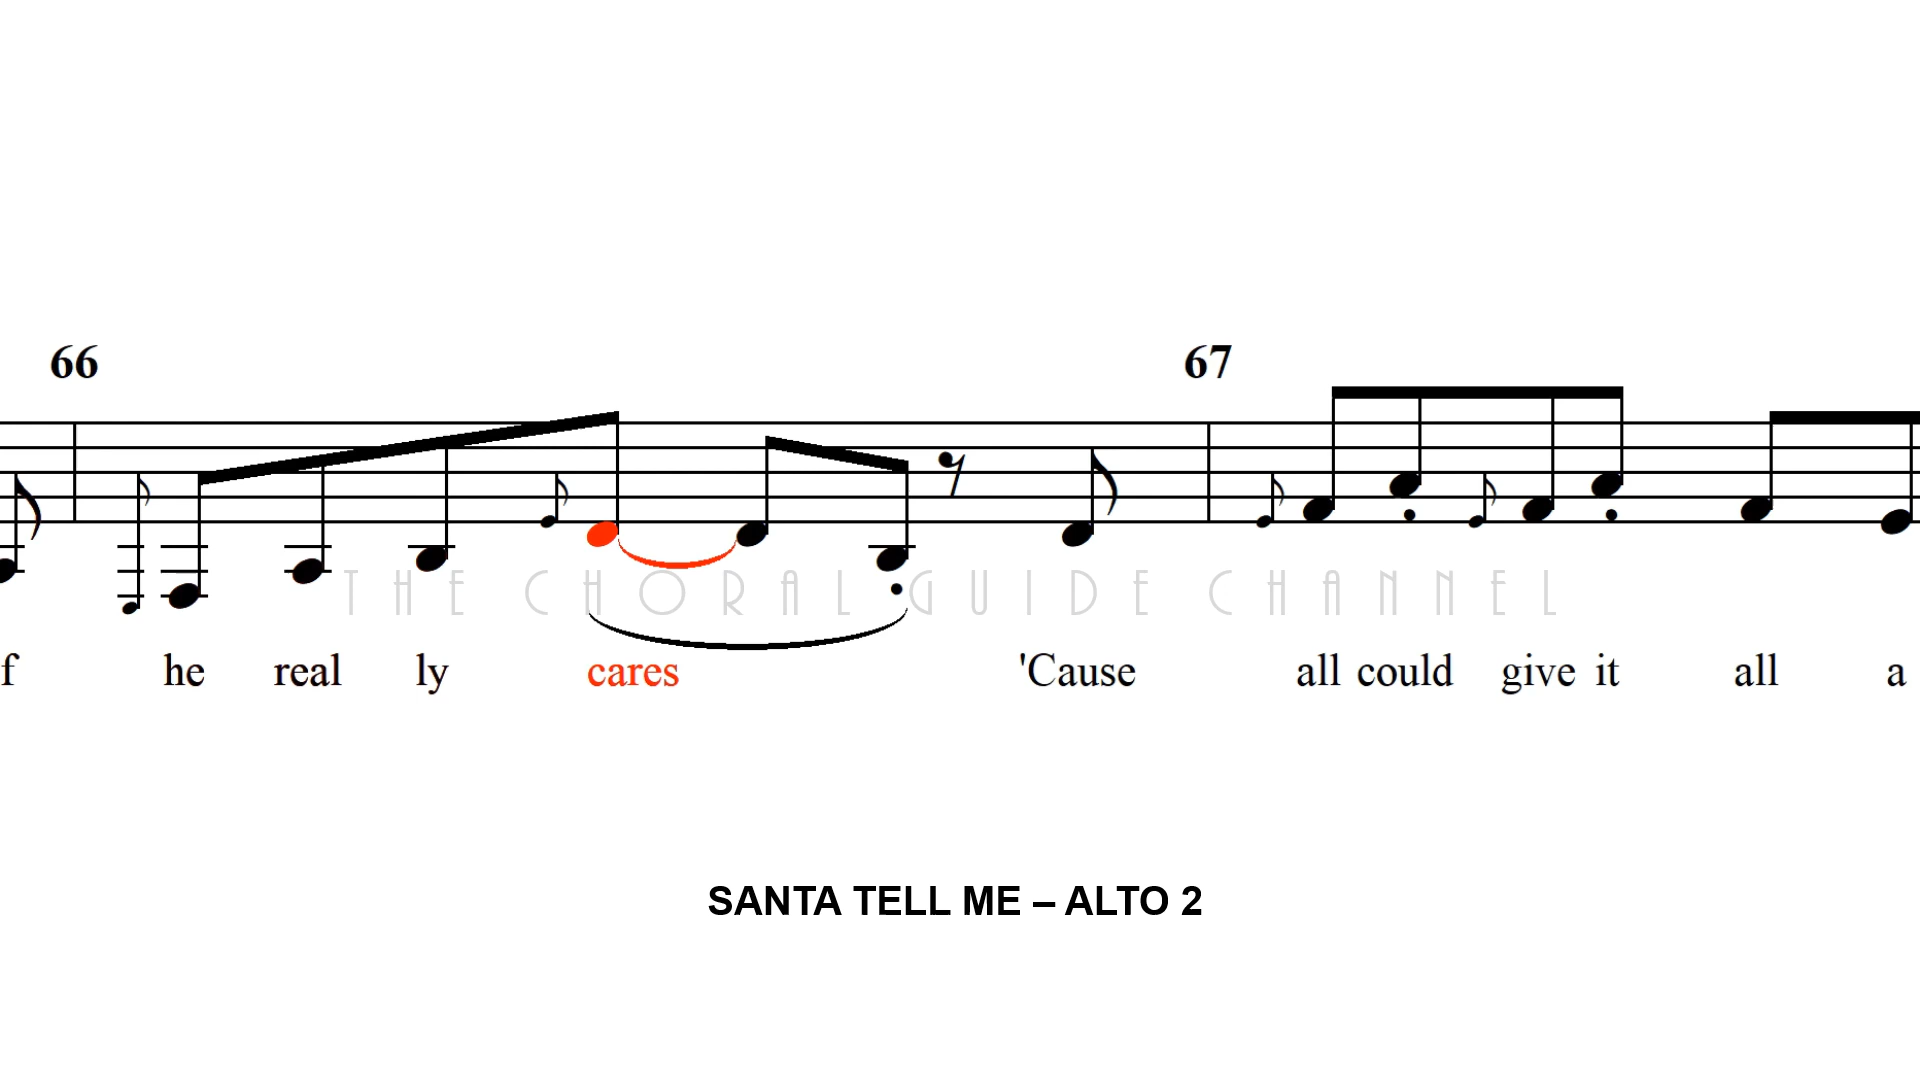 66 67
THE CHORAL GUIDE CHANNEL
f he real ly cares 'Cause all could give it all a
SANTA TELL ME – ALTO 2